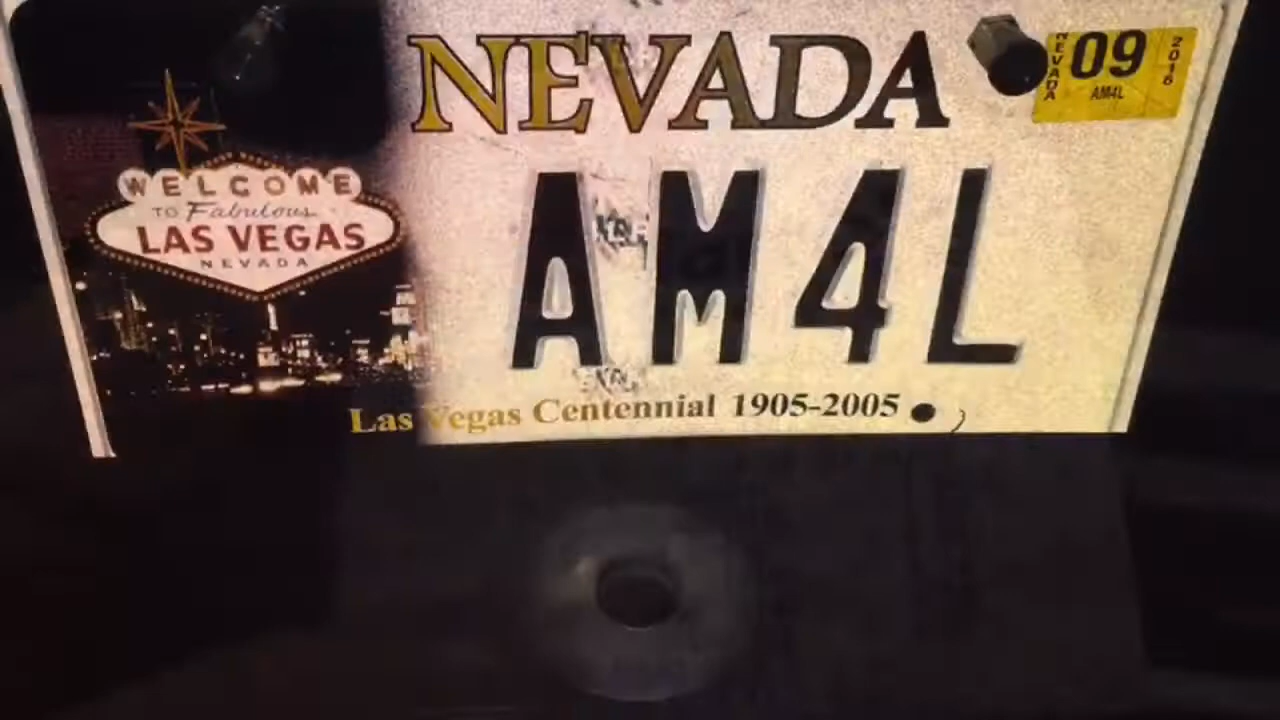 NEVADA
NEVADA 09 2016
AM4L
WELCOME
TO Fabulous
LAS VEGAS
NEVADA
AM4L
Las Vegas Centennial 1905-2005